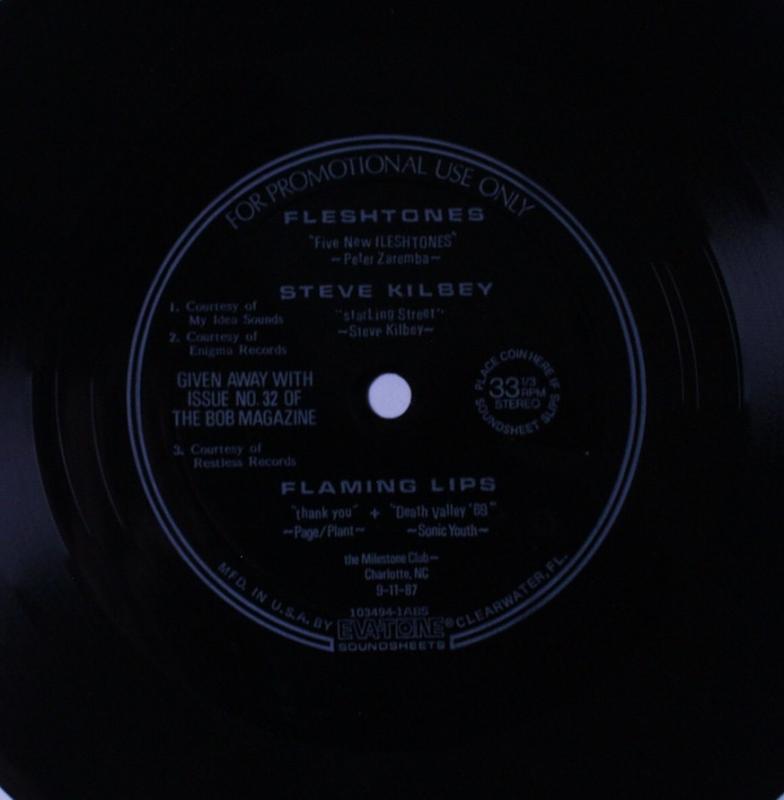 FOR PROMOTIONAL USE ONLY
FLESHTONES
"Five New FLESHTONES"
~Peter Zaremba~
STEVE KILBEY
"starLing Street"
~Steve Kilbey~
1. Courtesy of
My Idea Sounds
2. Courtesy of
Enigma Records
GIVEN AWAY WITH
ISSUE NO. 32 OF
THE BOB MAGAZINE
PLACE COIN HERE IF
33 1/3
RPM
STEREO
SOUNDSHEET SLIPS
3. Courtesy of
Restless Records
FLAMING LIPS
"thank you" + "Death Valley '69"
~Page/Plant~ ~Sonic Youth~
the Milestone Club~
Charlotte, NC
9-11-87
103494-1ABS
MFD. IN U.S.A. BY EVATONE® CLEARWATER, FL.
SOUNDSHEETS